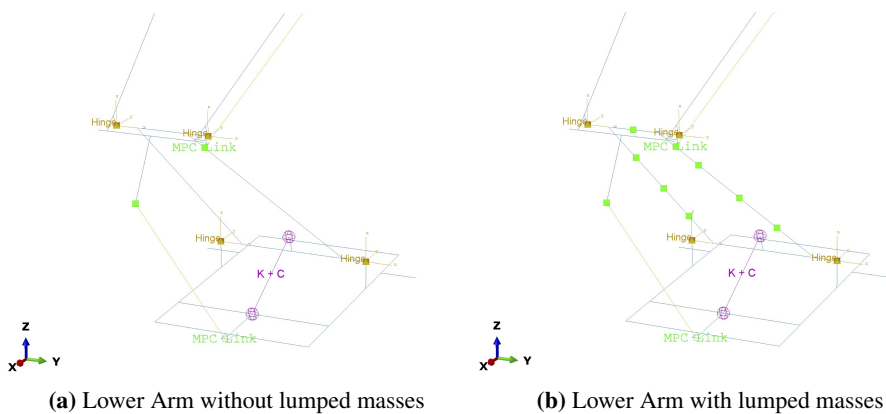 Hinge
Hinge
MPC Link
Hinge
Hinge
K + C
MPC Link
Z
Y
X
(a) Lower Arm without lumped masses
Hinge
Hinge
MPC Link
Hinge
Hinge
K + C
MPC Link
Z
Y
X
(b) Lower Arm with lumped masses